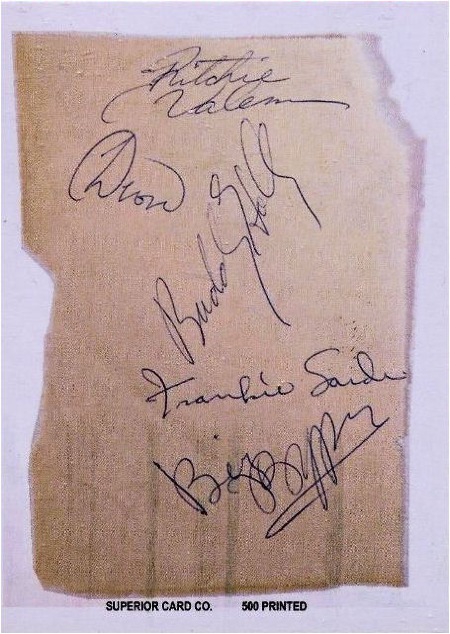 Ritchie
Valens
Dion
Buddy Holly
Frankie Sardo
Big Bopper
SUPERIOR CARD CO. 500 PRINTED